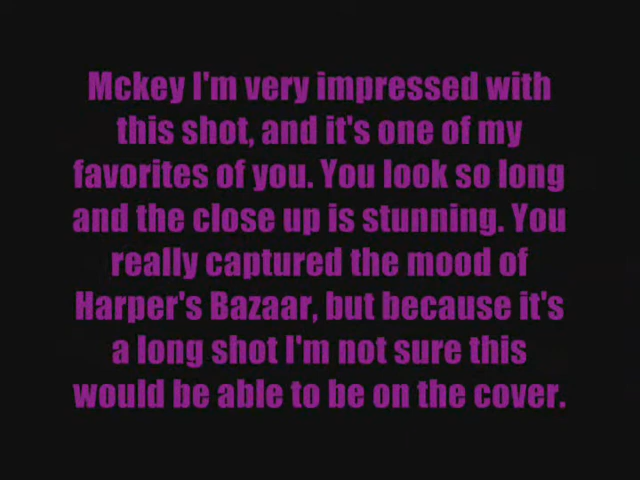 Mckey I'm very impressed with
this shot, and it's one of my
favorites of you. You look so long
and the close up is stunning. You
really captured the mood of
Harper's Bazaar, but because it's
a long shot I'm not sure this
would be able to be on the cover.